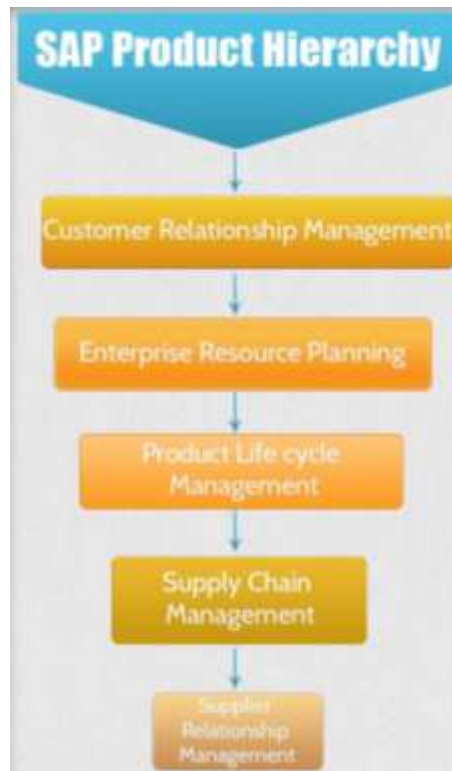 SAP Product Hierarchy
Customer Relationship Management
Enterprise Resource Planning
Product Life cycle
Management
Supply Chain
Management
Supplier
Relationship
Management